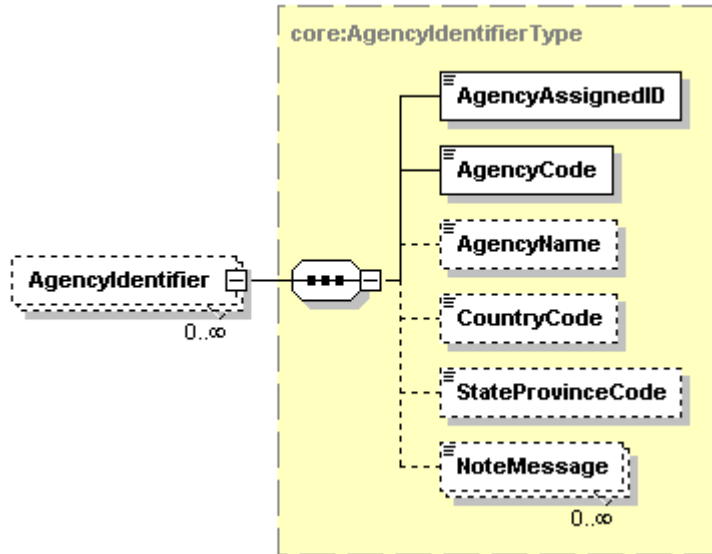 core:AgencyIdentifierType
AgencyAssignedID
AgencyCode
AgencyName
AgencyIdentifier
0..∞
CountryCode
StateProvinceCode
NoteMessage
0..∞